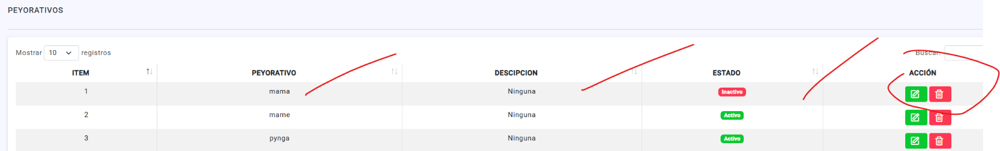 PEYORATIVOS
Mostrar 10 registros Buscar:
ITEM PEYORATIVO DESCIPCION ESTADO ACCIÓN
1 mama Ninguna Inactivo
2 mame Ninguna Activo
3 pynga Ninguna Activo